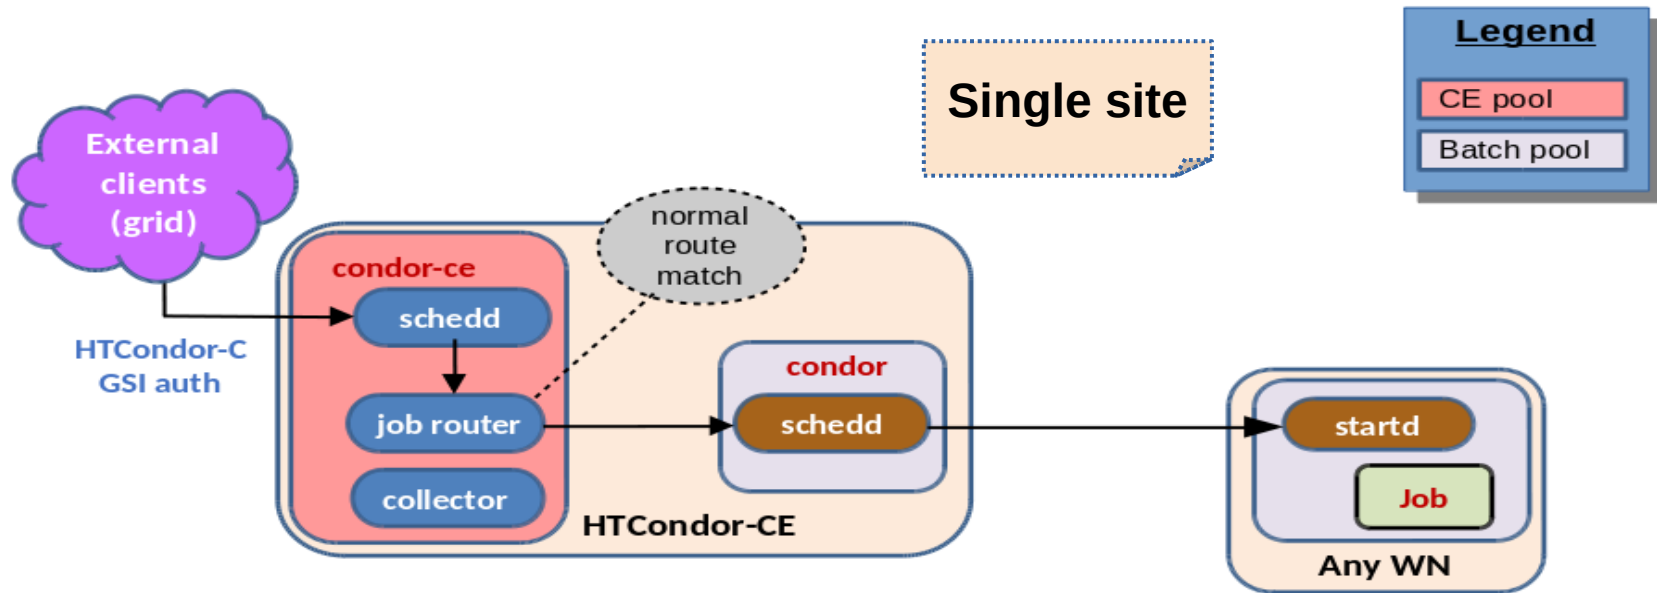 Legend
CE pool
Batch pool
Single site
External
clients
(grid)
HTCondor-C
GSI auth
normal
route
match
condor-ce
schedd
job router
collector
condor
schedd
HTCondor-CE
startd
Job
Any WN